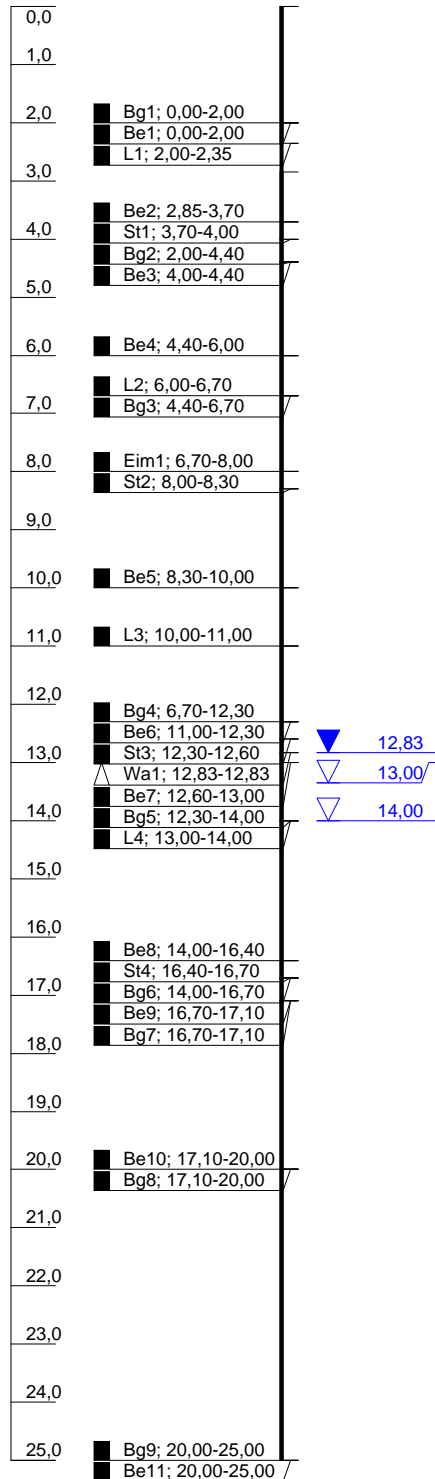 0,0
1,0
2,0
Bg1; 0,00-2,00
Be1; 0,00-2,00
L1; 2,00-2,35
3,0
Be2; 2,85-3,70
4,0
St1; 3,70-4,00
Bg2; 2,00-4,40
Be3; 4,00-4,40
5,0
6,0
Be4; 4,40-6,00
L2; 6,00-6,70
7,0
Bg3; 4,40-6,70
8,0
Eim1; 6,70-8,00
St2; 8,00-8,30
9,0
10,0
Be5; 8,30-10,00
11,0
L3; 10,00-11,00
12,0
Bg4; 6,70-12,30
Be6; 11,00-12,30
12,83
13,0
St3; 12,30-12,60
Wa1; 12,83-12,83
13,00
Be7; 12,60-13,00
14,0
Bg5; 12,30-14,00
14,00
L4; 13,00-14,00
15,0
16,0
Be8; 14,00-16,40
St4; 16,40-16,70
17,0
Bg6; 14,00-16,70
Be9; 16,70-17,10
Bg7; 16,70-17,10
18,0
19,0
20,0
Be10; 17,10-20,00
Bg8; 17,10-20,00
21,0
22,0
23,0
24,0
25,0
Bg9; 20,00-25,00
Be11; 20,00-25,00